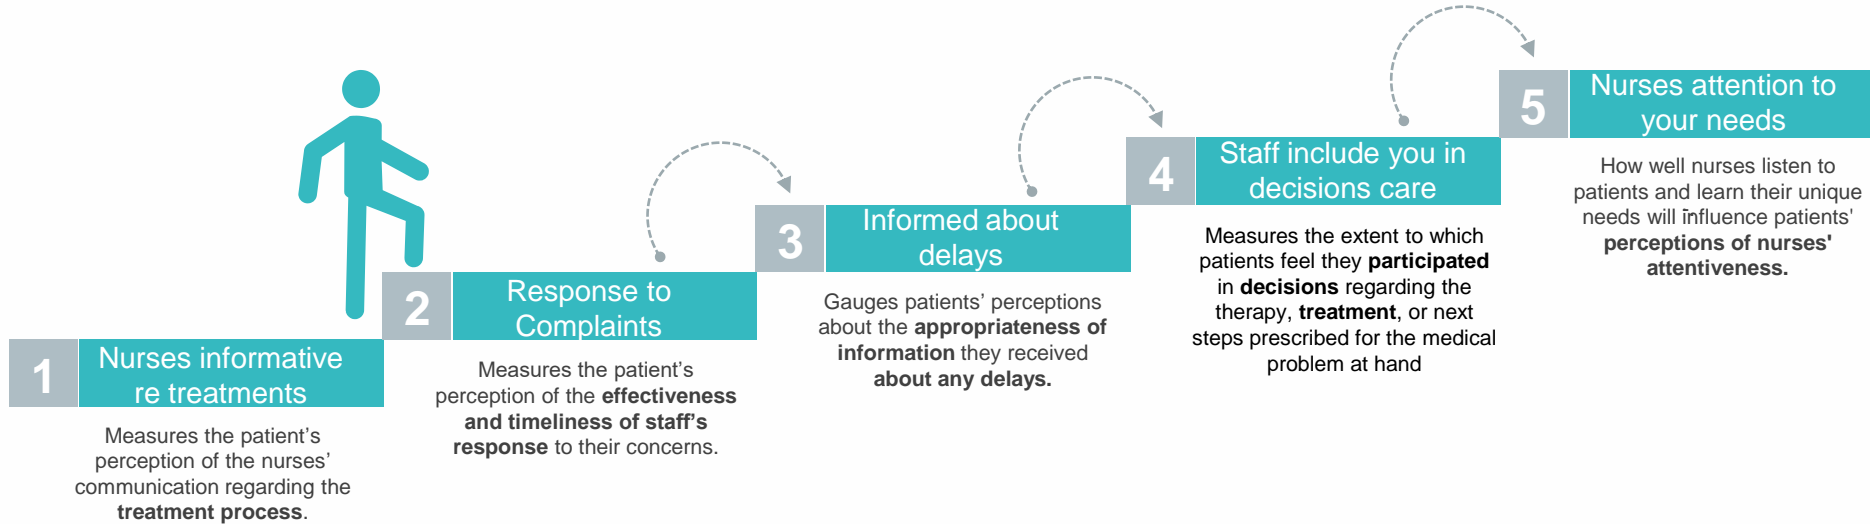 1
Nurses informative
re treatments
Measures the patient’s
perception of the nurses’
communication regarding the
treatment process.
2
Response to
Complaints
Measures the patient’s
perception of the effectiveness
and timeliness of staff’s
response to their concerns.
3
Informed about
delays
Gauges patients’ perceptions
about the appropriateness of
information they received
about any delays.
4
Staff include you in
decisions care
Measures the extent to which
patients feel they participated
in decisions regarding the
therapy, treatment, or next
steps prescribed for the medical
problem at hand
5
Nurses attention to
your needs
How well nurses listen to
patients and learn their unique
needs will influence patients'
perceptions of nurses'
attentiveness.